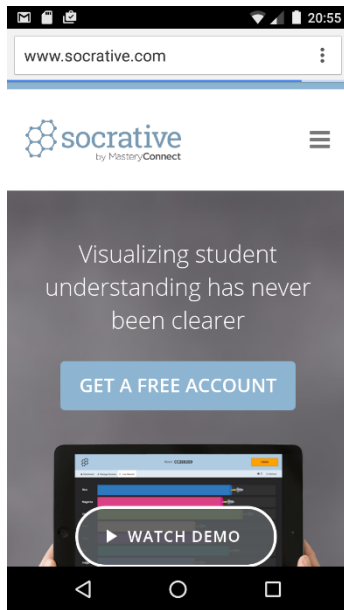 20:55
www.socrative.com
socrative
by MasteryConnect
Visualizing student
understanding has never
been clearer
GET A FREE ACCOUNT
WATCH DEMO